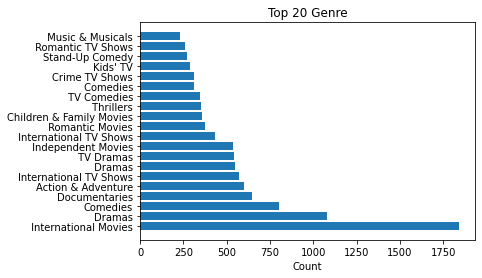 Top 20 Genre
Music & Musicals
Romantic TV Shows
Stand-Up Comedy
Kids' TV
Crime TV Shows
Comedies
TV Comedies
Thrillers
Children & Family Movies
Romantic Movies
International TV Shows
Independent Movies
TV Dramas
Dramas
International TV Shows
Action & Adventure
Documentaries
Comedies
Dramas
International Movies
0 250 500 750 1000 1250 1500 1750
Count